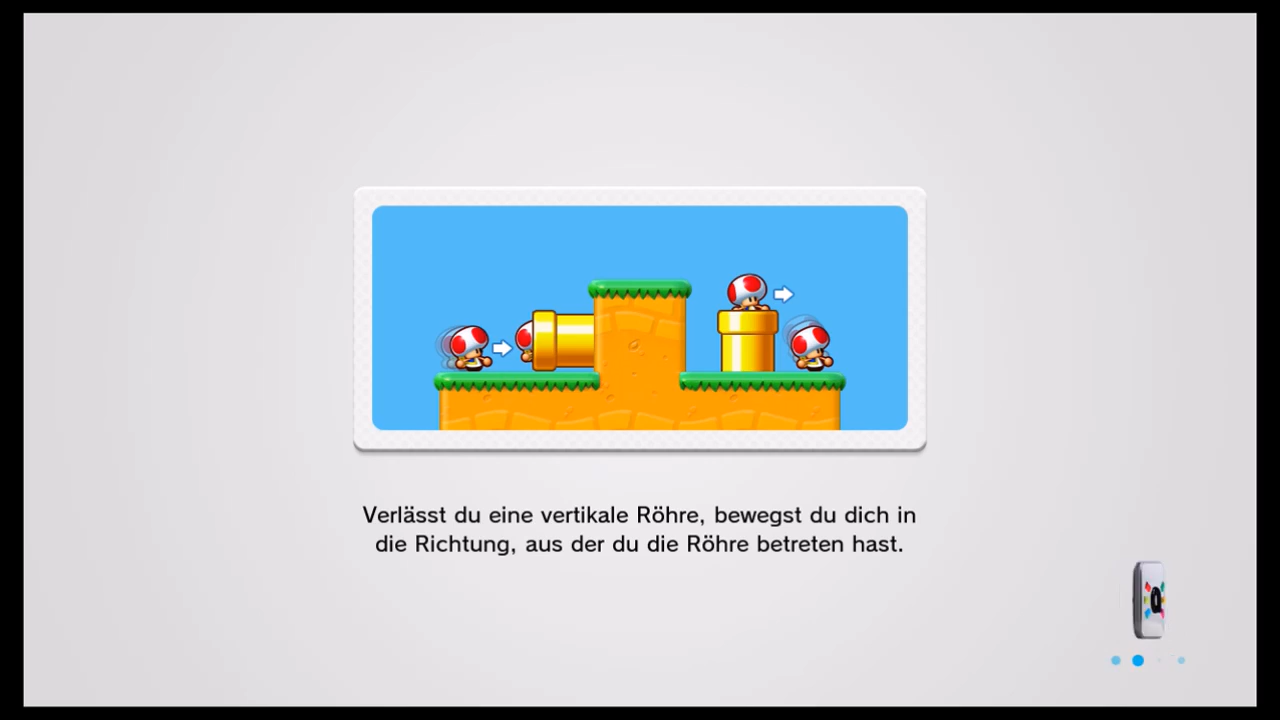 Verlässt du eine vertikale Röhre, bewegst du dich in
die Richtung, aus der du die Röhre betreten hast.